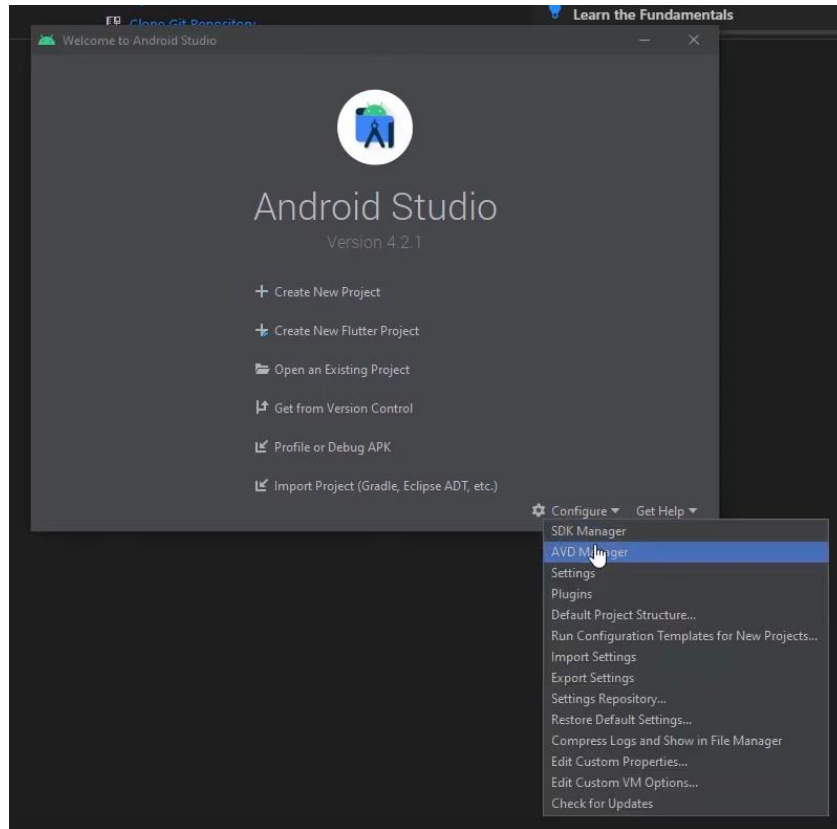 Clone Git Repository
Learn the Fundamentals
Welcome to Android Studio
Android Studio
Version 4.2.1
Create New Project
Create New Flutter Project
Open an Existing Project
Get from Version Control
Profile or Debug APK
Import Project (Gradle, Eclipse ADT, etc.)
Configure Get Help
SDK Manager
AVD Manager
Settings
Plugins
Default Project Structure...
Run Configuration Templates for New Projects...
Import Settings
Export Settings
Settings Repository...
Restore Default Settings...
Compress Logs and Show in File Manager
Edit Custom Properties...
Edit Custom VM Options...
Check for Updates